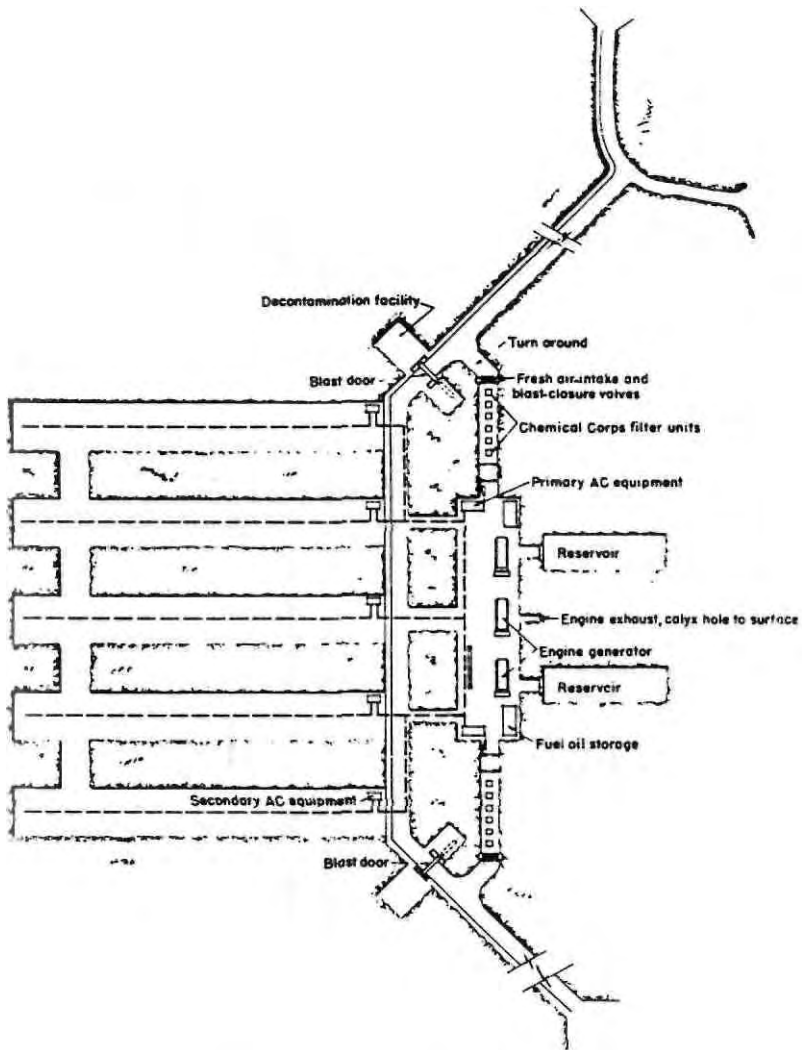 Decontamination facility
Turn around
Blast door
Fresh air-intake and
blast-closure valves
Chemical Corps filter units
Primary AC equipment
Reservoir
Engine exhaust, calyx hole to surface
Engine generator
Reservoir
Fuel oil storage
Secondary AC equipment
Blast door